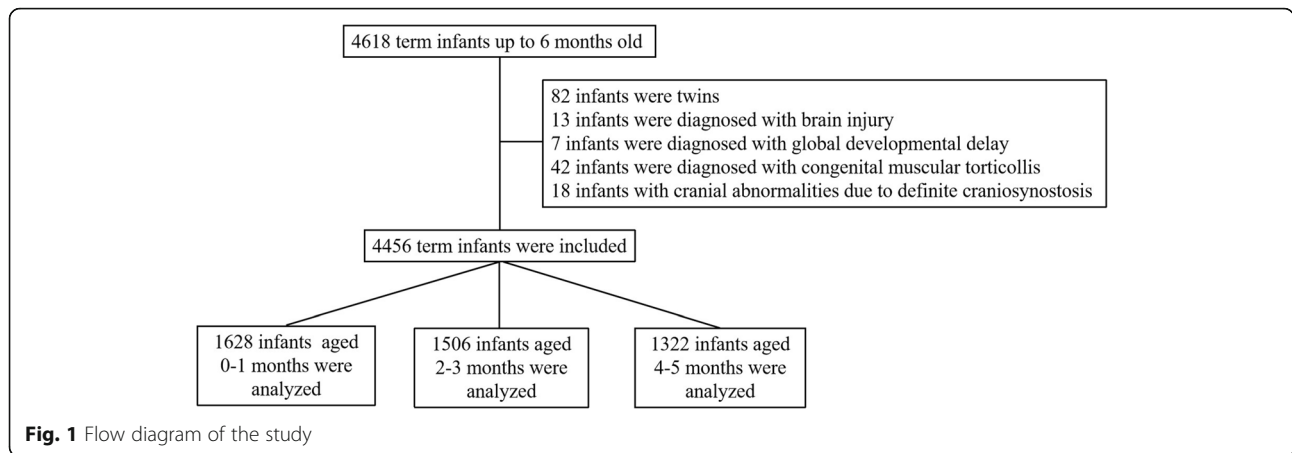 4618 term infants up to 6 months old
82 infants were twins
13 infants were diagnosed with brain injury
7 infants were diagnosed with global developmental delay
42 infants were diagnosed with congenital muscular torticollis
18 infants with cranial abnormalities due to definite craniosynostosis
4456 term infants were included
1628 infants aged
0-1 months were
analyzed
1506 infants aged
2-3 months were
analyzed
1322 infants aged
4-5 months were
analyzed
Fig. 1 Flow diagram of the study